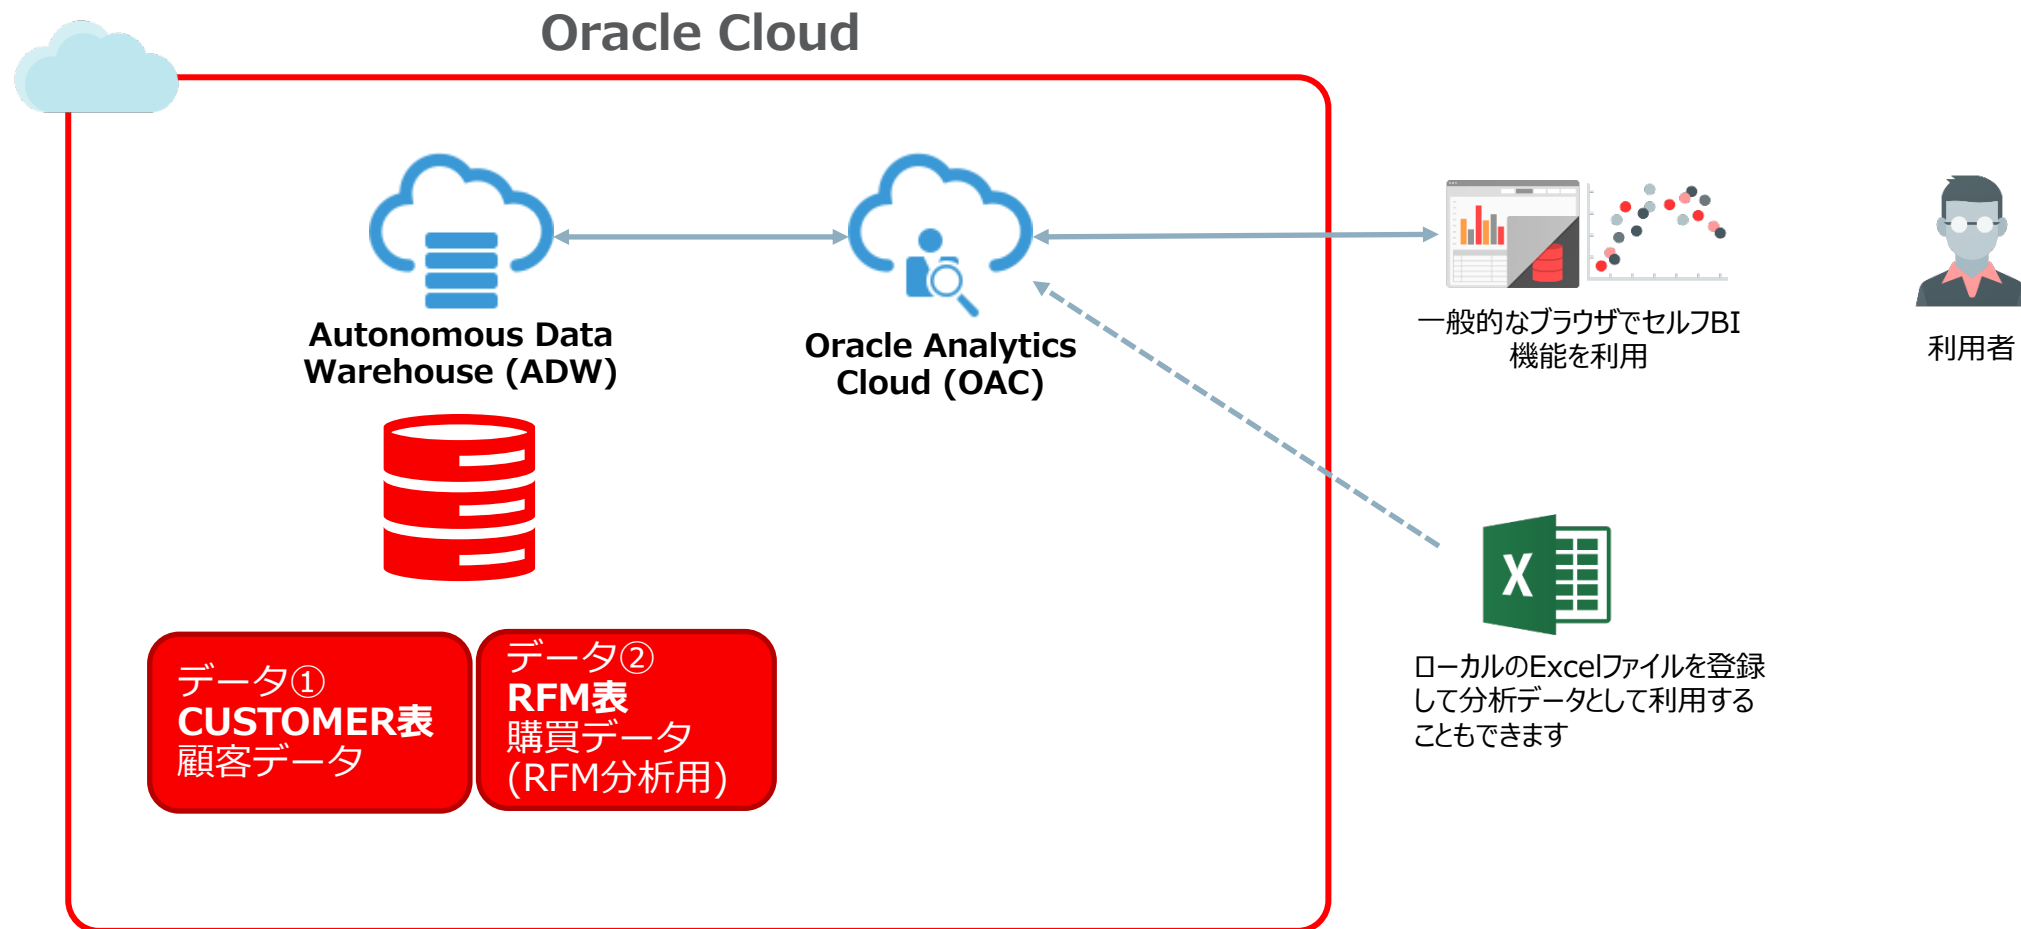 Oracle Cloud
Autonomous Data
Warehouse (ADW)
Oracle Analytics
Cloud (OAC)
一般的なブラウザでセルフBI
機能を利用
利用者
データ①
CUSTOMER表
顧客データ
データ②
RFM表
購買データ
(RFM分析用)
X
ローカルのExcelファイルを登録
して分析データとして利用する
こともできます